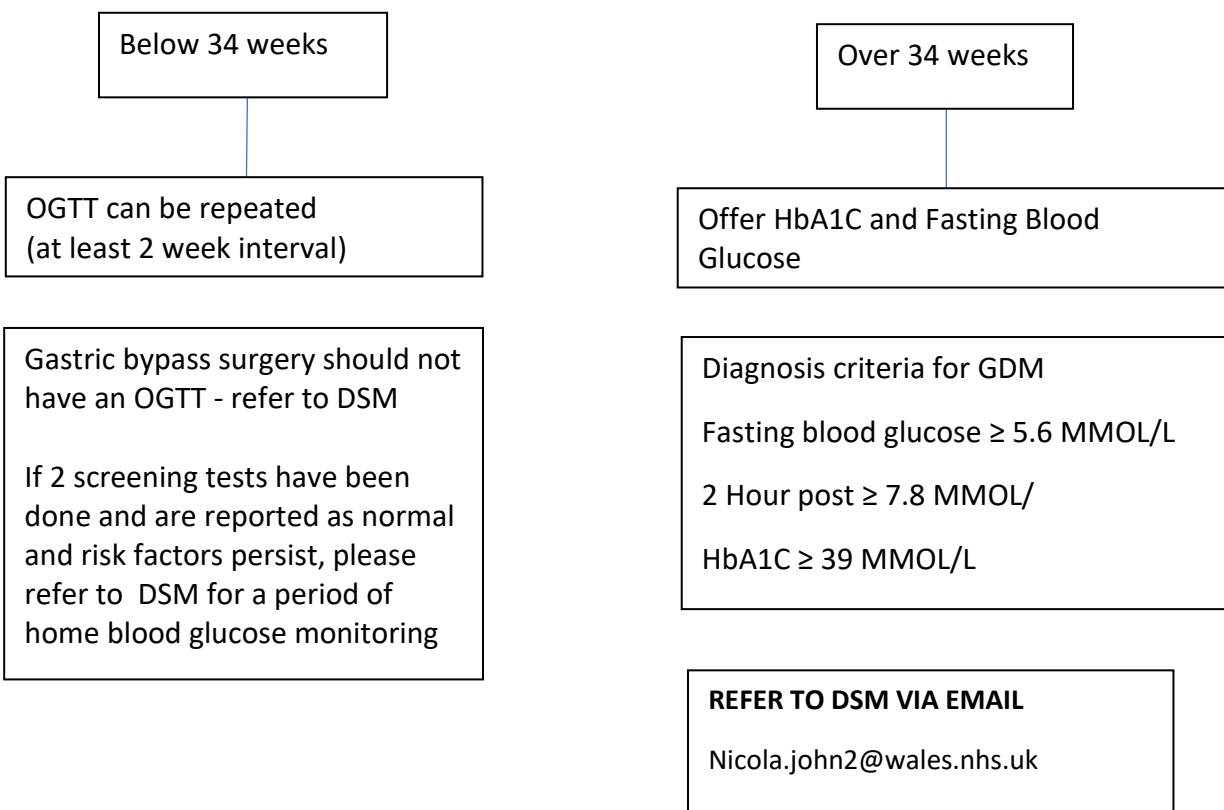 Below 34 weeks
OGTT can be repeated
(at least 2 week interval)
Gastric bypass surgery should not
have an OGTT - refer to DSM
If 2 screening tests have been
done and are reported as normal
and risk factors persist, please
refer to  DSM for a period of
home blood glucose monitoring
Over 34 weeks
Offer HbA1C and Fasting Blood
Glucose
Diagnosis criteria for GDM
Fasting blood glucose ≥ 5.6 MMOL/L
2 Hour post ≥ 7.8 MMOL/
HbA1C ≥ 39 MMOL/L
REFER TO DSM VIA EMAIL
Nicola.john2@wales.nhs.uk